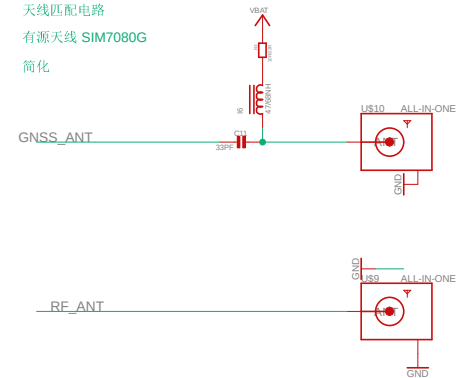 天线匹配电路
VBAT
有源天线 SIM7080G
简化
47/68NH
U$10
ALL-IN-ONE
GNSS_ANT
C11
33PF
ANT
GND
GND
U$9
ALL-IN-ONE
RF_ANT
ANT
GND